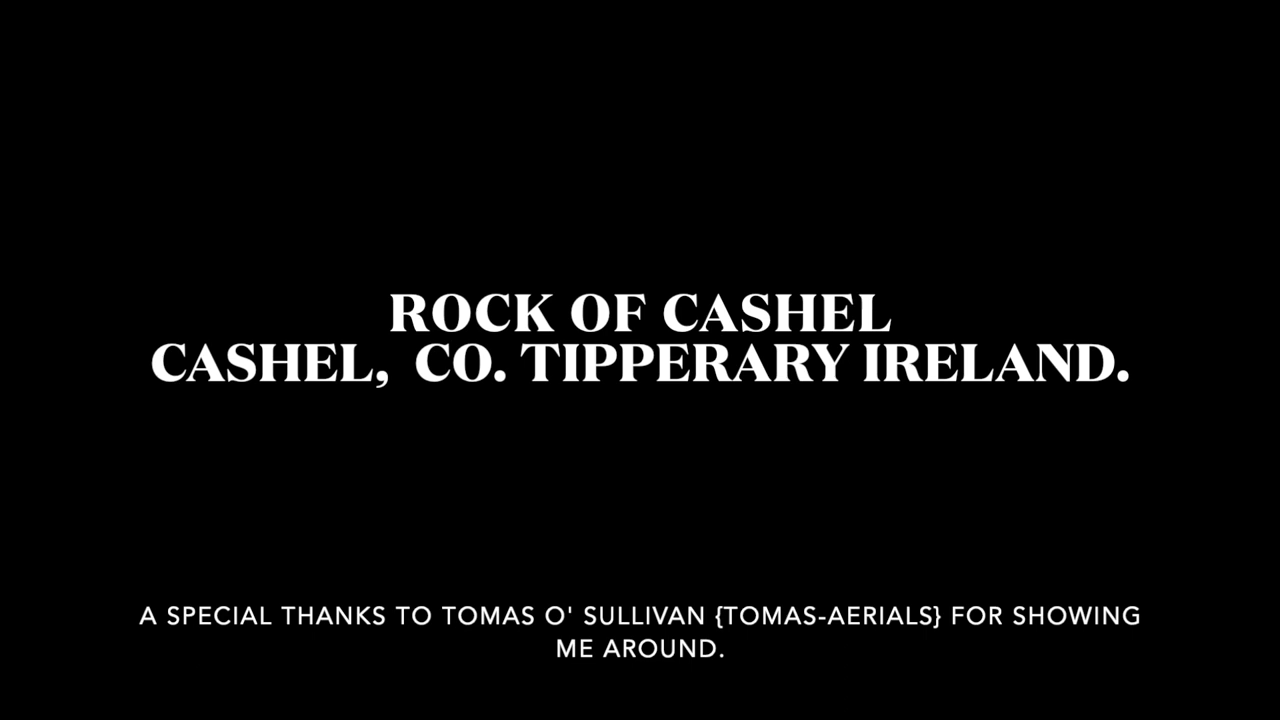 ROCK OF CASHEL
CASHEL,  CO. TIPPERARY IRELAND.
A SPECIAL THANKS TO TOMAS O' SULLIVAN {TOMAS-AERIALS} FOR SHOWING
ME AROUND.